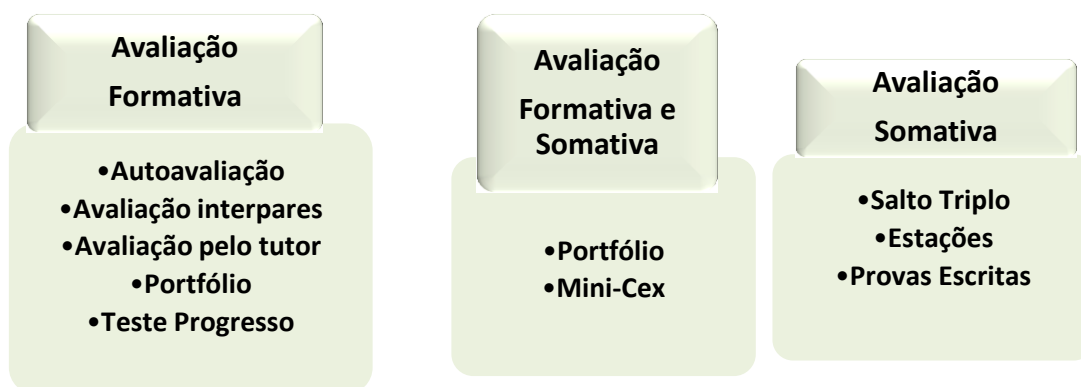 Avaliação
Formativa
•Autoavaliação
•Avaliação interpares
•Avaliação pelo tutor
•Portfólio
•Teste Progresso
Avaliação
Formativa e
Somativa
•Portfólio
•Mini-Cex
Avaliação
Somativa
•Salto Triplo
•Estações
•Provas Escritas